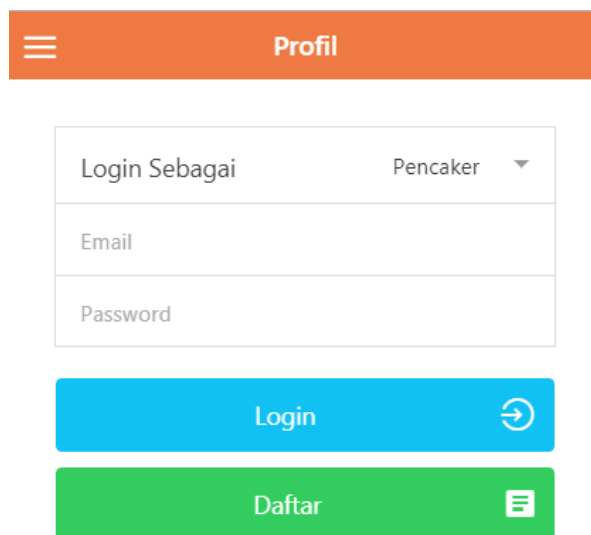 Profil
Login Sebagai Pencaker
Email
Password
Login
Daftar